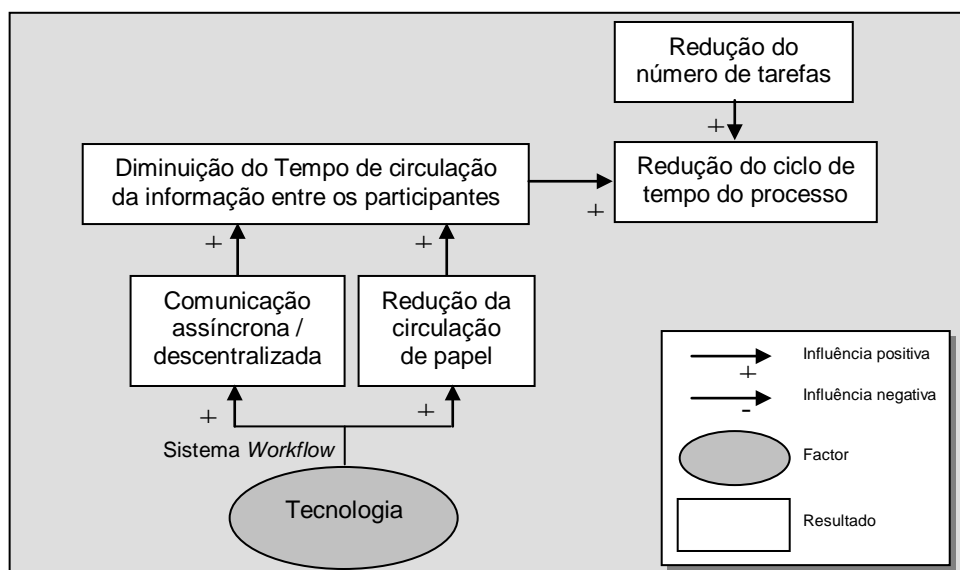 Redução do
número de tarefas
+
Diminuição do Tempo de circulação
da informação entre os participantes
+
Redução do ciclo de
tempo do processo
+
+
Comunicação
assíncrona /
descentralizada
Redução da
circulação
de papel
+
+
Sistema Workflow
Tecnologia
Influência positiva
+
Influência negativa
-
Factor
Resultado